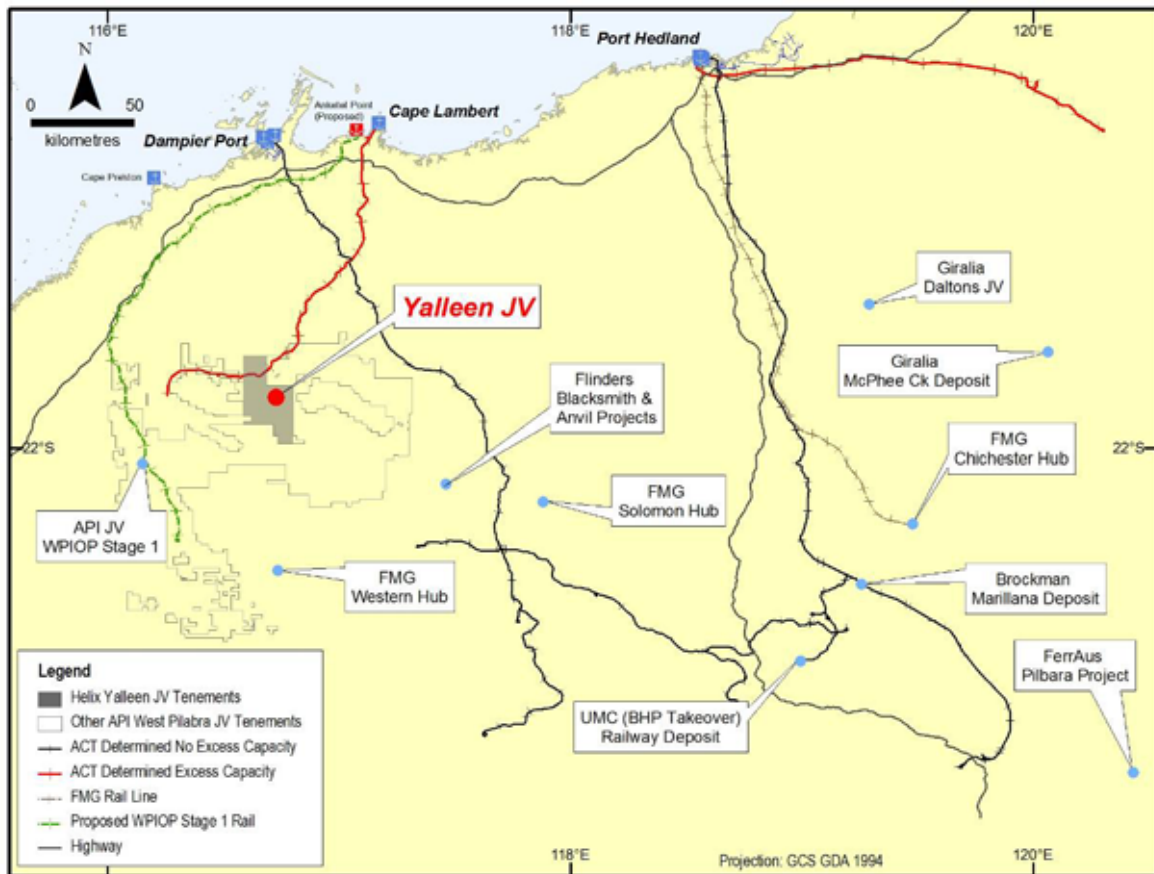 116°E
118°E
120°E
N
0
50
kilometres
Port Hedland
Anketel Point
(Proposed)
Cape Lambert
Dampier Port
Cape Preston
Giralia
Daltons JV
Yalleen JV
Giralia
McPhee Ck Deposit
Flinders
Blacksmith &
Anvil Projects
22°S
22°S
FMG
Chichester Hub
FMG
Solomon Hub
API JV
WPIOP Stage 1
FMG
Western Hub
Brockman
Marillana Deposit
FerrAus
Pilbara Project
UMC (BHP Takeover)
Railway Deposit
Legend
Helix Yalleen JV Tenements
Other API West Pilabra JV Tenements
ACT Determined No Excess Capacity
ACT Determined Excess Capacity
FMG Rail Line
Proposed WPIOP Stage 1 Rail
Highway
118°E
Projection: GCS GDA 1994
120°E